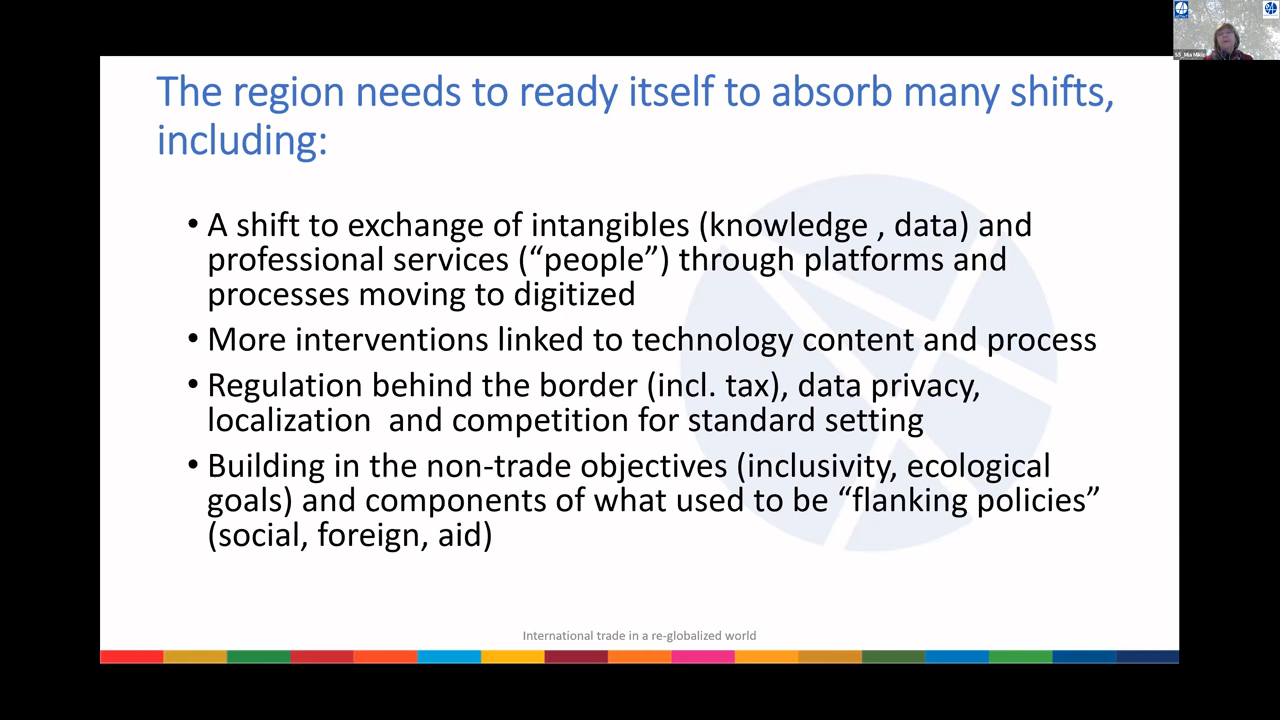 The region needs to ready itself to absorb many shifts,
including:
• A shift to exchange of intangibles (knowledge , data) and
professional services (“people”) through platforms and
processes moving to digitized
• More interventions linked to technology content and process
• Regulation behind the border (incl. tax), data privacy,
localization  and competition for standard setting
• Building in the non-trade objectives (inclusivity, ecological
goals) and components of what used to be “flanking policies”
(social, foreign, aid)
International trade in a re-globalized world